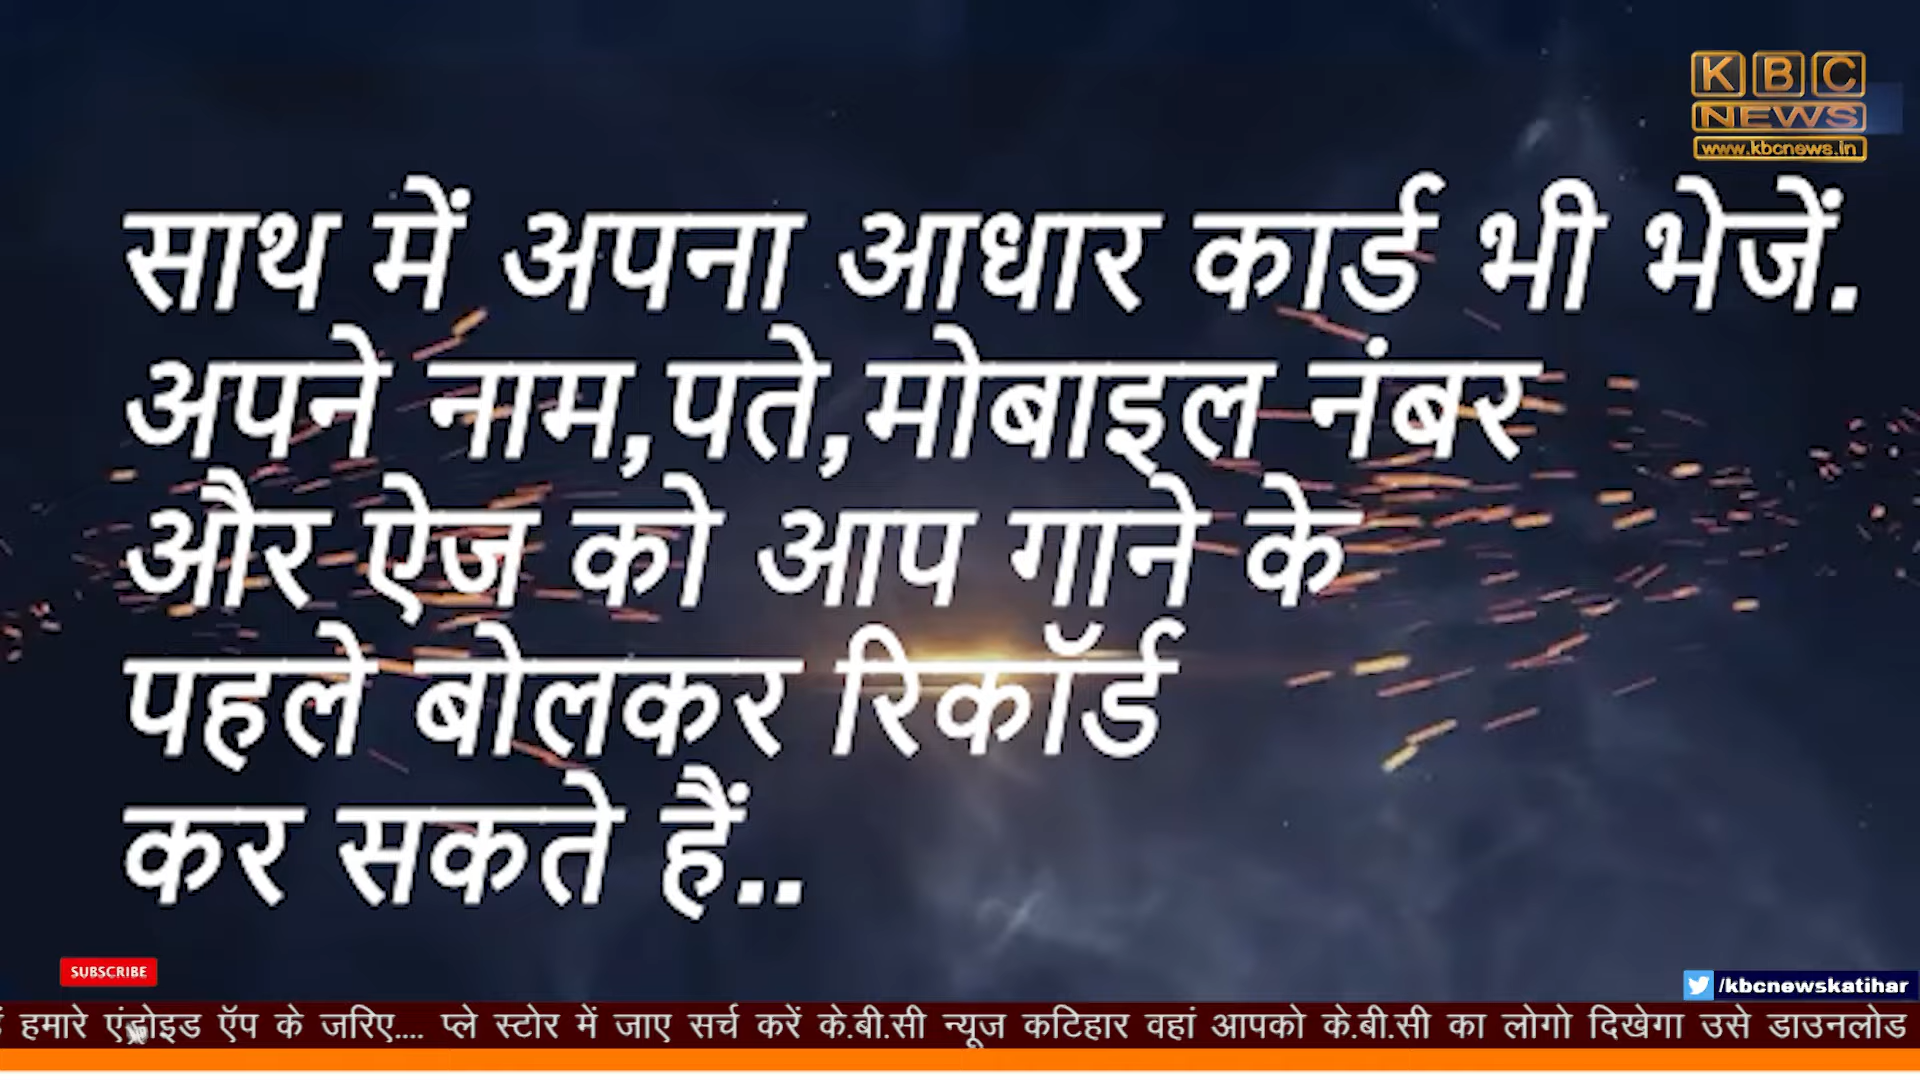 KBC
NEWS
www.kbcnews.in
साथ में अपना आधार कार्ड भी भेजें.
अपने नाम,पते,मोबाइल नंबर
और ऐज को आप गाने के
पहले बोलकर रिकॉर्ड
कर सकते हैं..
SUBSCRIBE
/kbcnewskatihar
हमारे एंड्रोइड ऍप के जरिए.... प्ले स्टोर में जाए सर्च करें के.बी.सी न्यूज कटिहार वहां आपको के.बी.सी का लोगो दिखेगा उसे डाउनलोड